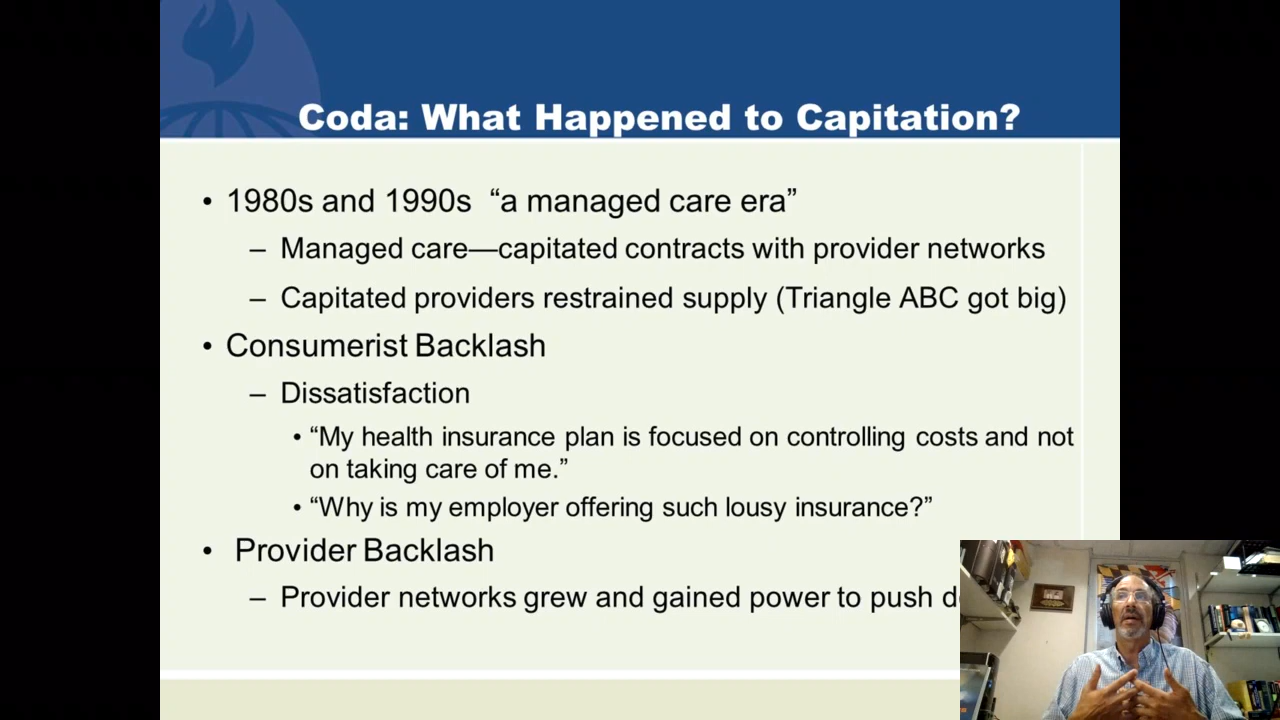 Coda: What Happened to Capitation?
• 1980s and 1990s “a managed care era”
– Managed care—capitated contracts with provider networks
– Capitated providers restrained supply (Triangle ABC got big)
• Consumerist Backlash
– Dissatisfaction
• “My health insurance plan is focused on controlling costs and not
on taking care of me.”
• “Why is my employer offering such lousy insurance?”
• Provider Backlash
– Provider networks grew and gained power to push